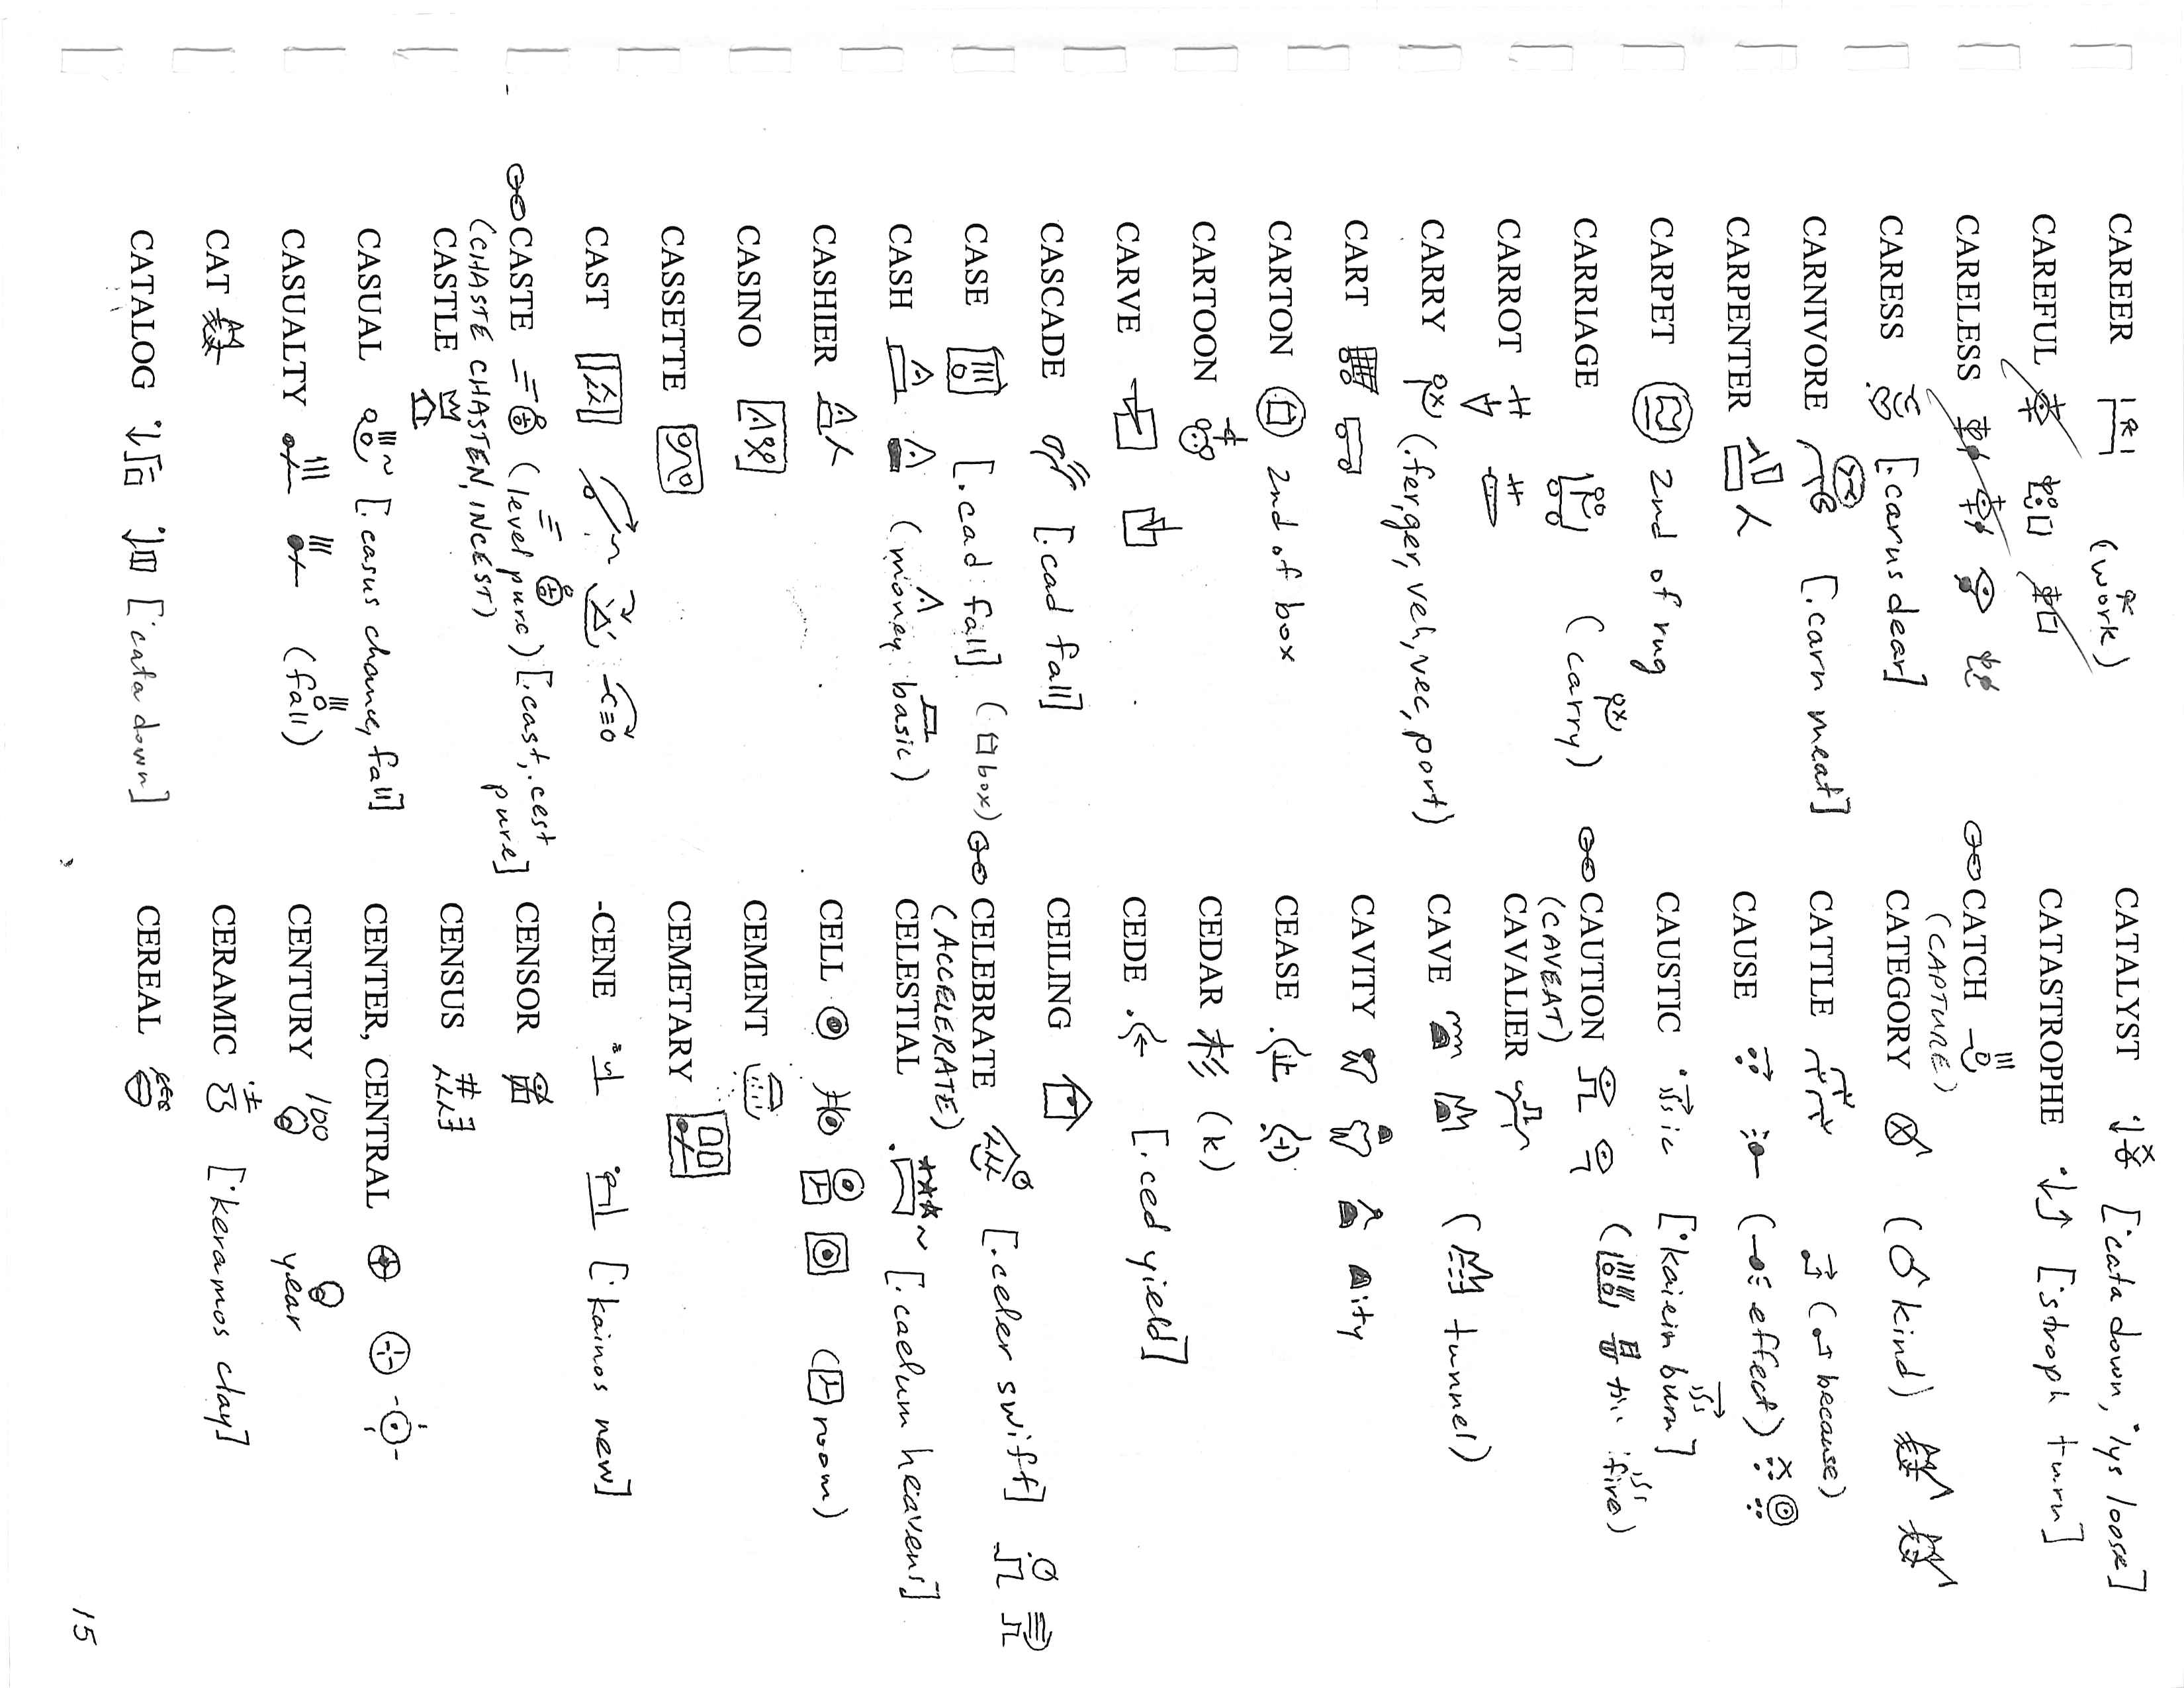 CAREER (work)
CAREFUL
CARELESS
CARESS [.carus dear]
CARNIVORE [.carn meat]
CARPENTER
CARPET 2nd of rug
CARRIAGE (carry)
CARROT
CARRY (.fer, ger, veh, vec, port)
CART
CARTON 2nd of box
CARTOON
CARVE
CASCADE [.cad fall]
CASE [.cad fall] (box)
CASH (money basic)
CASHIER
CASINO
CASSETTE
CAST
CASTE (level pure) [.cast, .cest pure]
(CHASTE CHASTEN, INCEST)
CASTLE
CASUAL [.casus chance, fall]
CASUALTY (fall)
CAT
CATALOG [·cata down]
CATALYST [·cata down, ·lys loose]
CATASTROPHE [·stroph turn]
CATCH
(CAPTURE)
CATEGORY (kind)
CATTLE
CAUSE (effect) (because)
CAUSTIC ic [·kaiein burn]
CAUTION (fire)
(CAVEAT)
CAVALIER
CAVE (tunnel)
CAVITY ity
CEASE
CEDAR (k)
CEDE [.ced yield]
CEILING
CELEBRATE [.celer swift]
(ACCELERATE)
CELESTIAL [.caelum heavens]
CELL (room)
CEMENT
CEMETARY
-CENE [·kainos new]
CENSOR
CENSUS #
CENTER, CENTRAL
CENTURY 100 year
CERAMIC [·keramos clay]
CEREAL
15